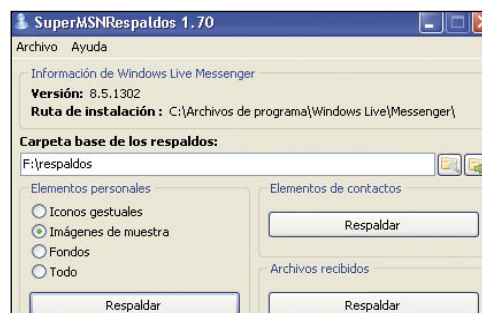 SuperMSNRespaldos 1.70
Archivo Ayuda
Información de Windows Live Messenger
Versión: 8.5.1302
Ruta de instalación : C:\Archivos de programa\Windows Live\Messenger\
Carpeta base de los respaldos:
F:\respaldos
Elementos personales
Iconos gestuales
Imágenes de muestra
Fondos
Todo
Respaldar
Elementos de contactos
Respaldar
Archivos recibidos
Respaldar